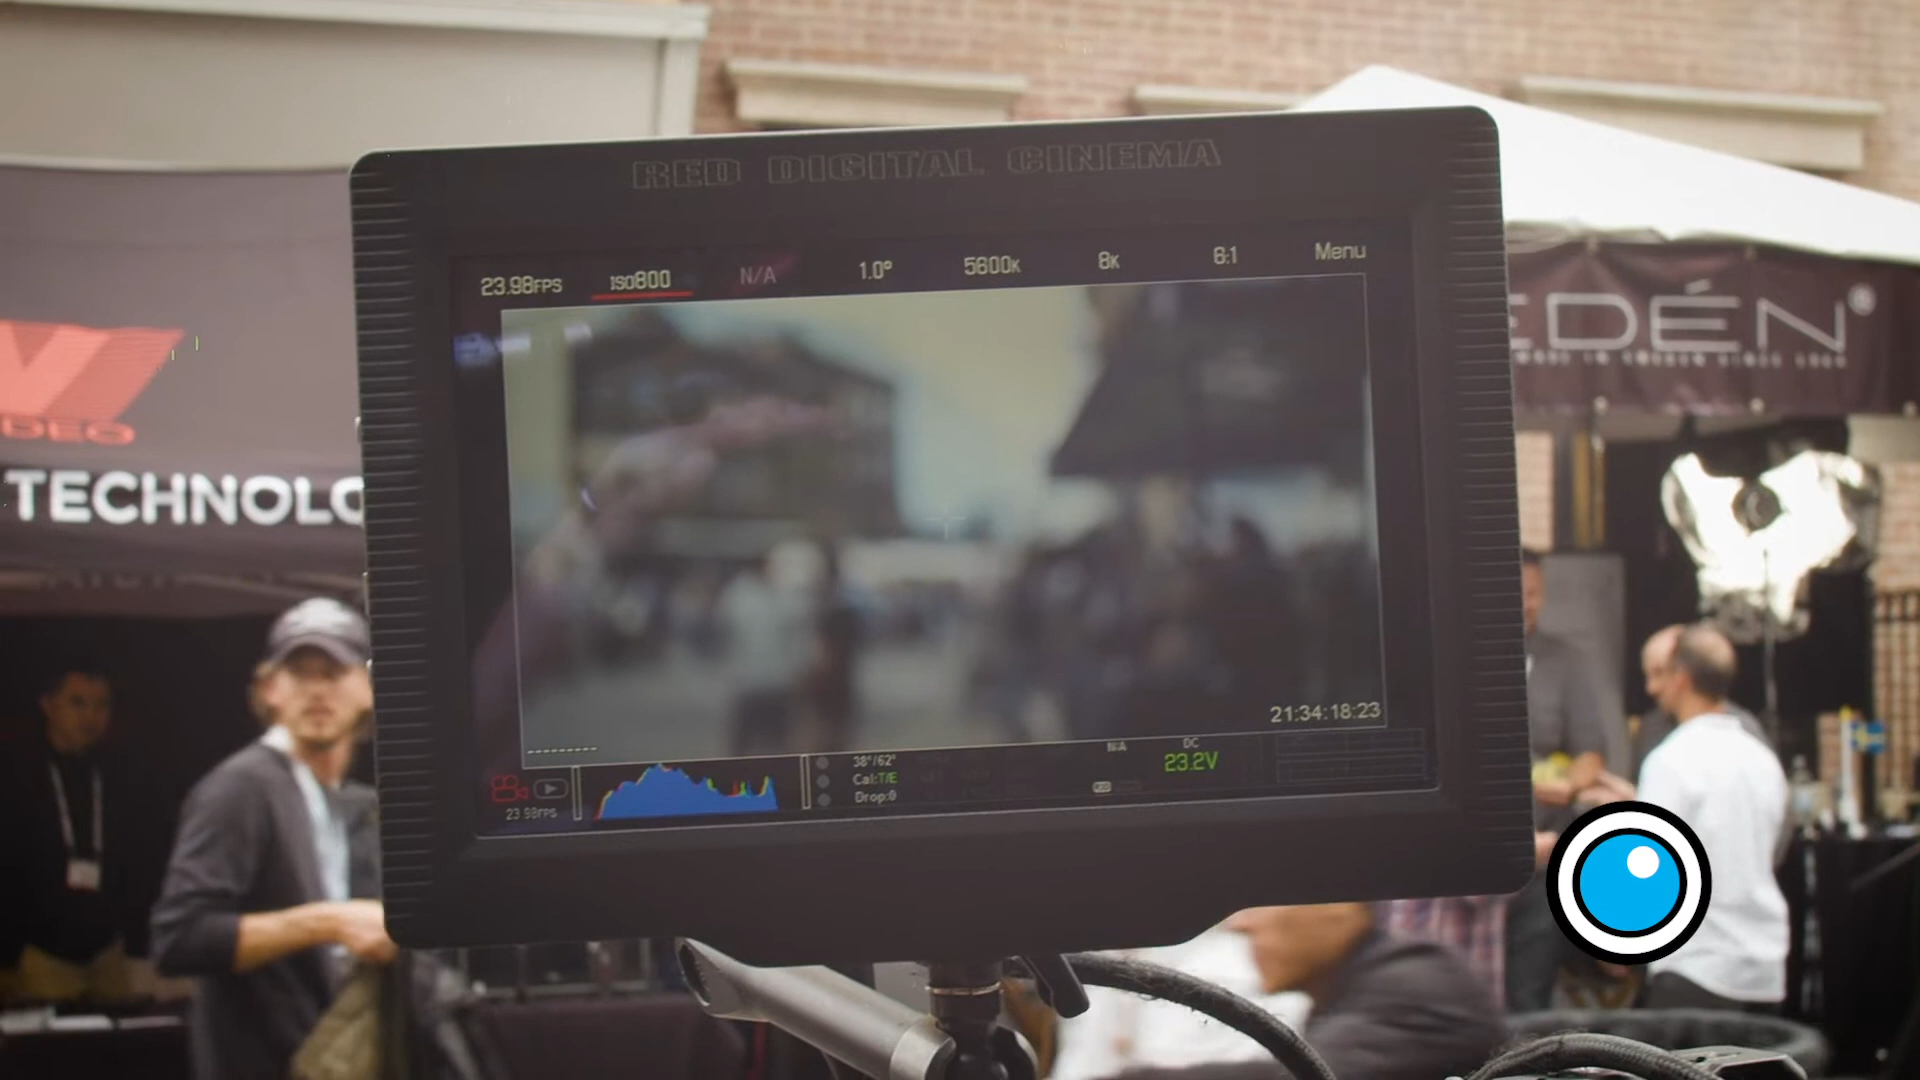 RED DIGITAL CINEMA
23.98FPS ISO800 N/A 1.0° 5600K 8K 6:1 Menu
EDÉN®
DEO
TECHNOLO
21:34:18:23
38°/62°
Cal:T/E
Drop:0
N/A
DC
23.2V
23.98FPS